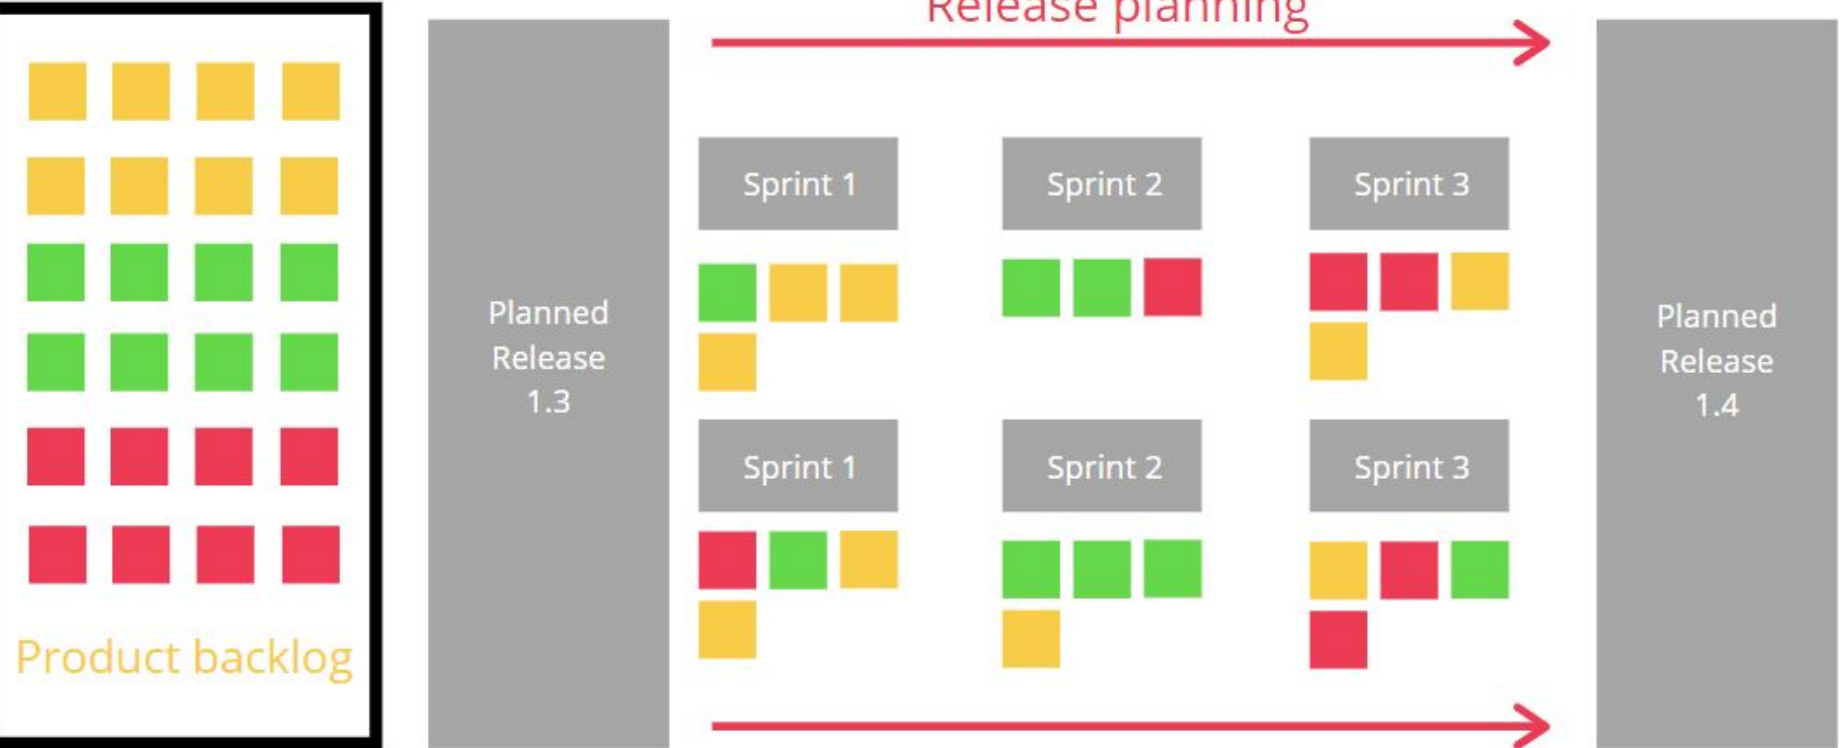 Release planning
Sprint 1
Sprint 2
Sprint 3
Planned
Release
1.3
Planned
Release
1.4
Sprint 1
Sprint 2
Sprint 3
Product backlog